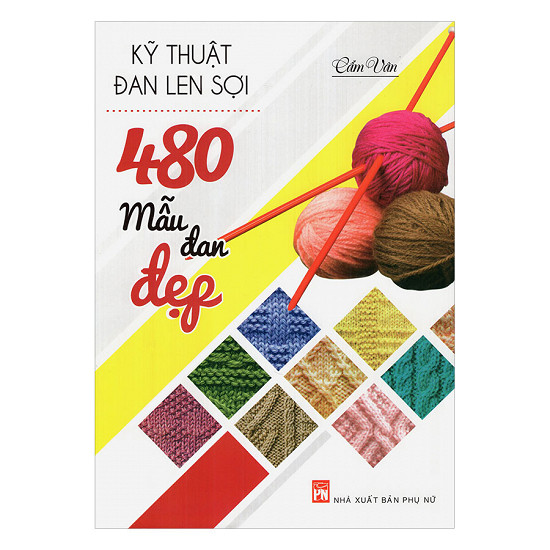 KỸ THUẬT
ĐAN LEN SỢI
Cẩm Vân
480
Mẫu
đan
đẹp
PN
NHÀ XUẤT BẢN PHỤ NỮ